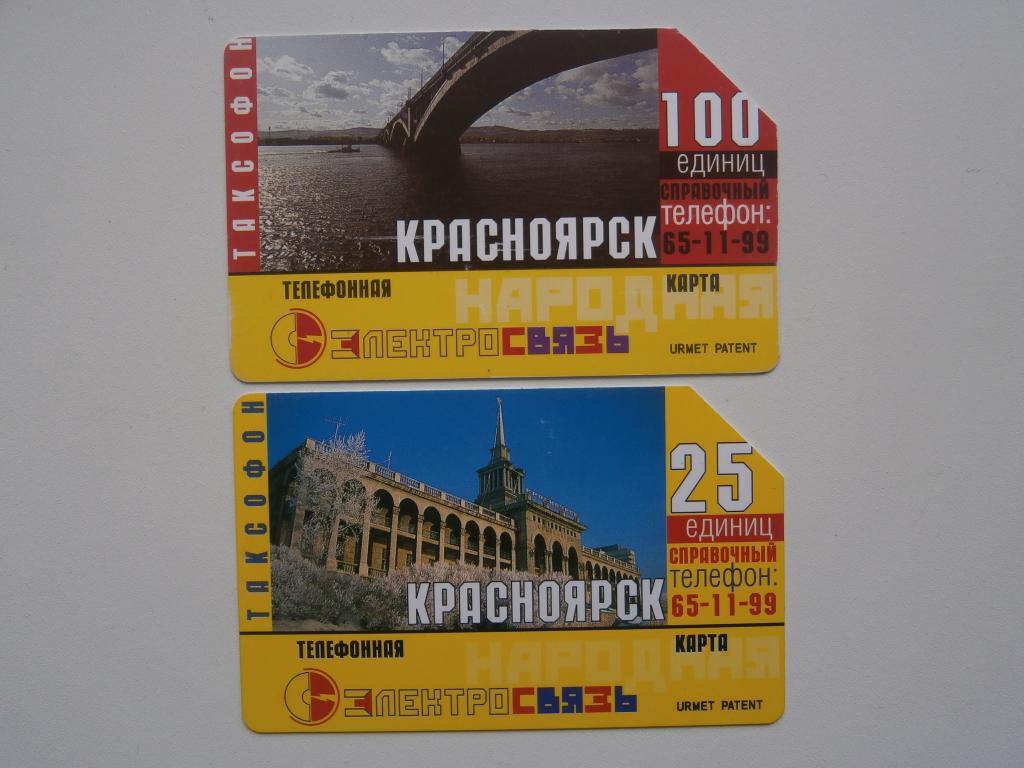 ТАКСОФОН
100
единиц
СПРАВОЧНЫЙ
телефон:
65-11-99
КРАСНОЯРСК
ТЕЛЕФОННАЯ
НАРОДНАЯ
КАРТА
ЭЛЕКТРОСВЯЗЬ
URMET PATENT
ТАКСОФОН
25
единиц
СПРАВОЧНЫЙ
телефон:
65-11-99
КРАСНОЯРСК
ТЕЛЕФОННАЯ
НАРОДНАЯ
КАРТА
ЭЛЕКТРОСВЯЗЬ
URMET PATENT